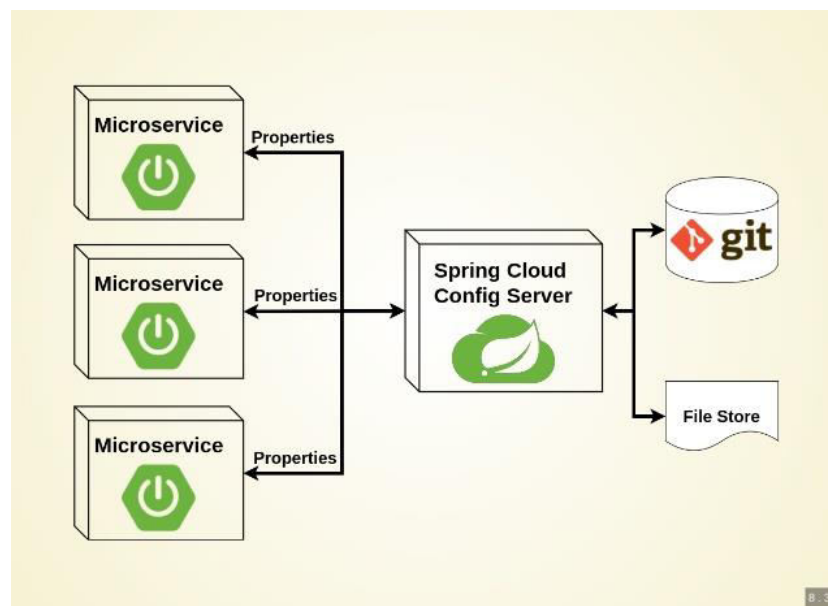 Microservice
Properties
Microservice
Properties
Microservice
Properties
Spring Cloud
Config Server
git
File Store